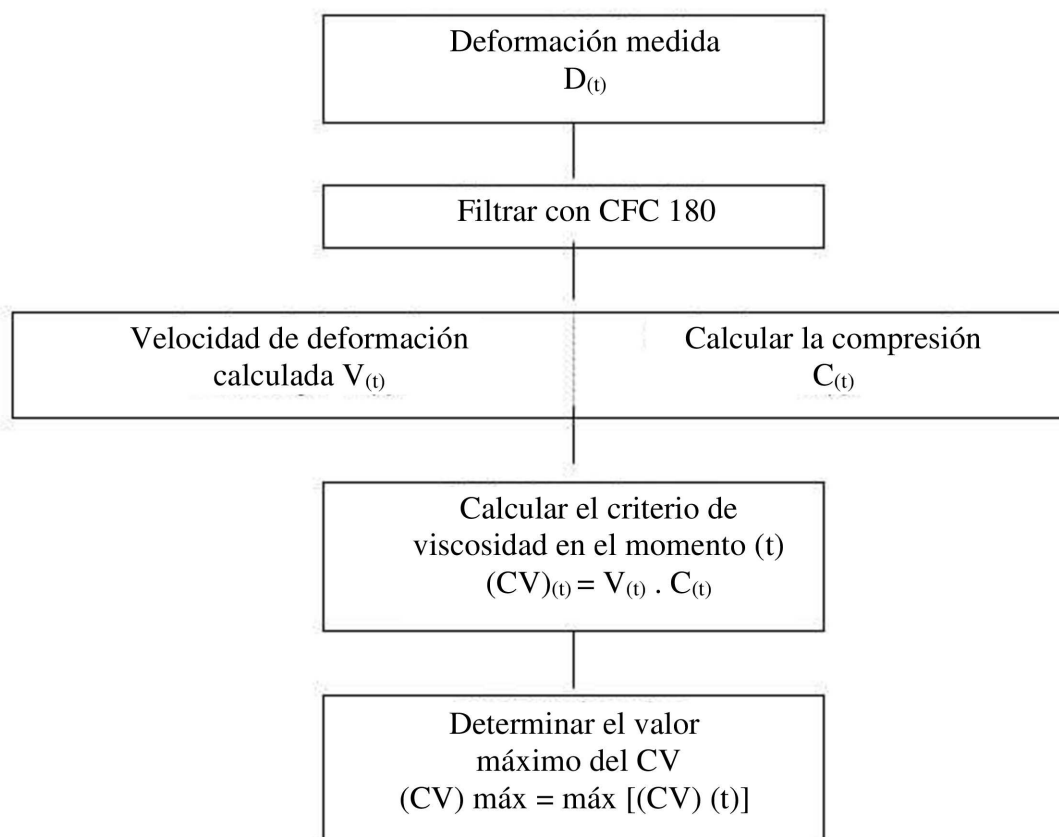 Deformación medida
D(t)
Filtrar con CFC 180
Velocidad de deformación
calculada V(t)
Calcular la compresión
C(t)
Calcular el criterio de
viscosidad en el momento (t)
(CV)(t) = V(t) . C(t)
Determinar el valor
máximo del CV
(CV) máx = máx [(CV) (t)]